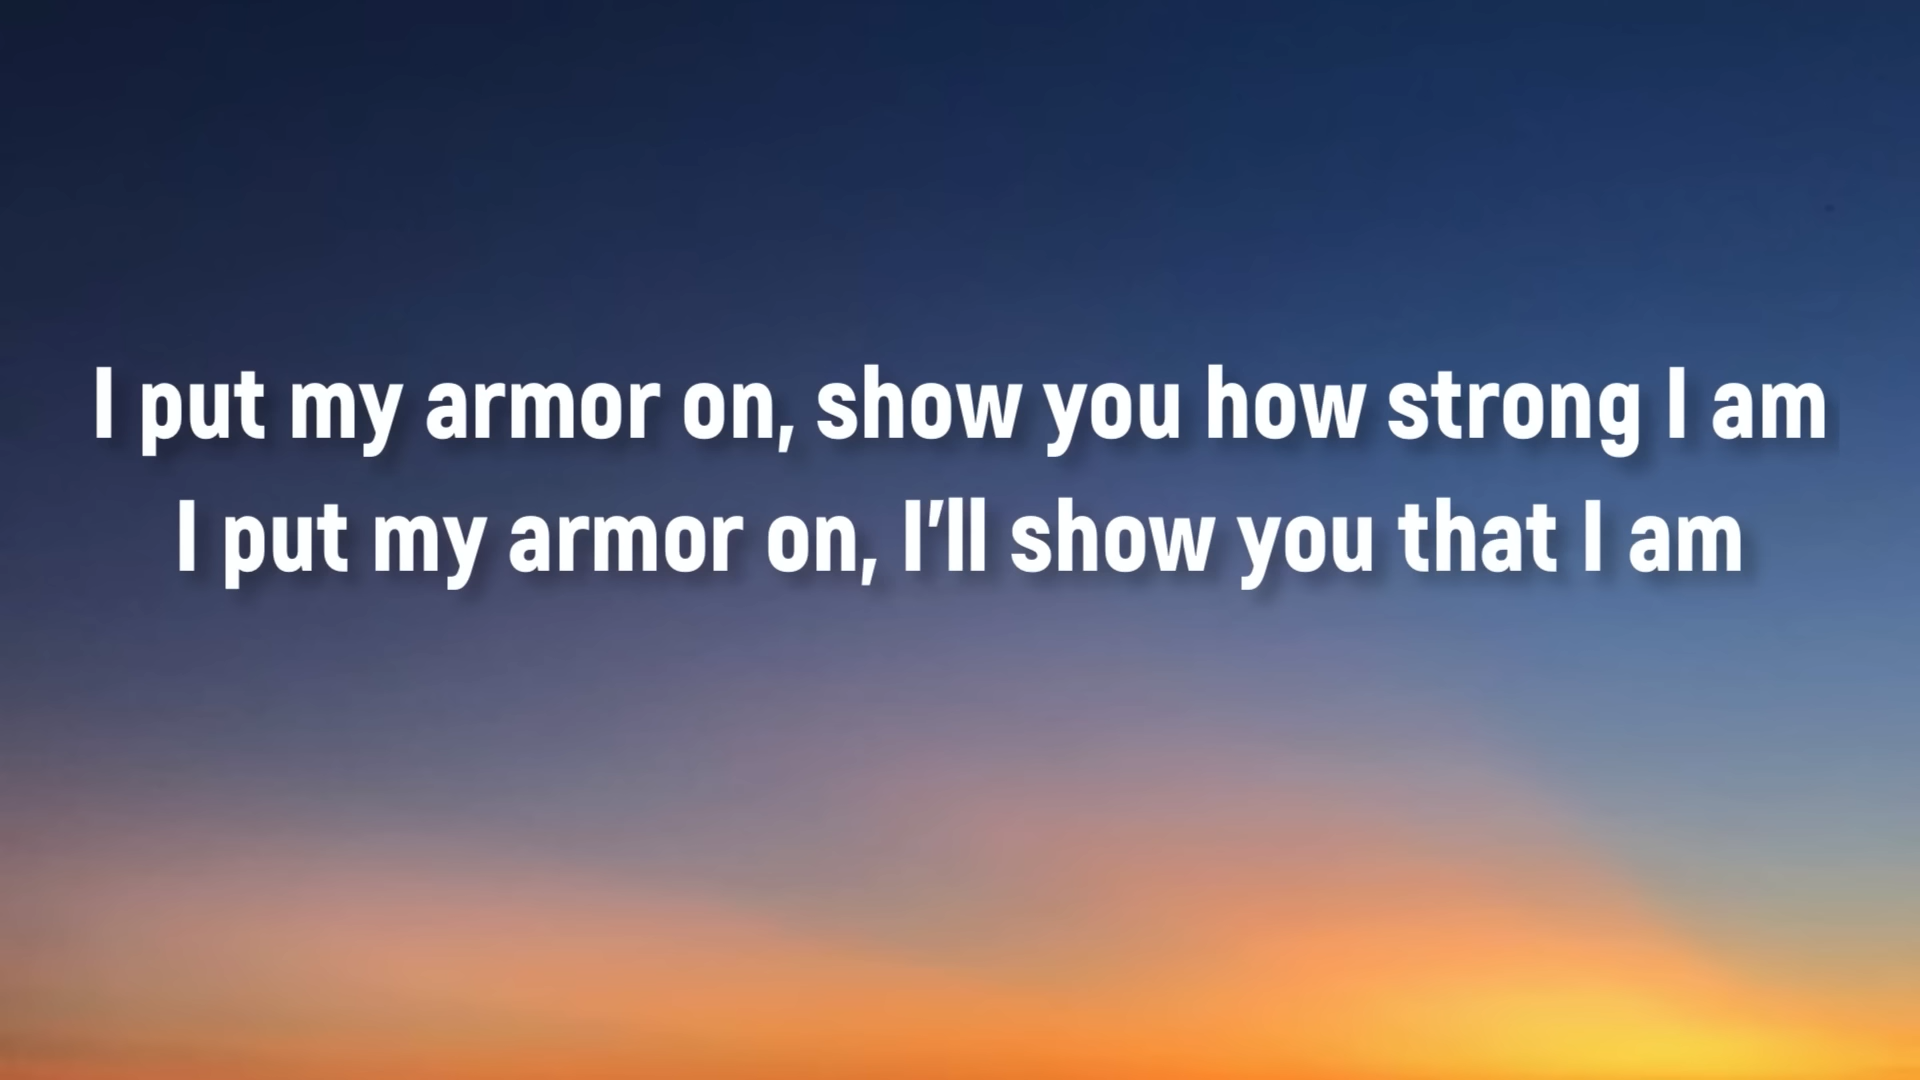 I put my armor on, show you how strong I am
I put my armor on, I'll show you that I am